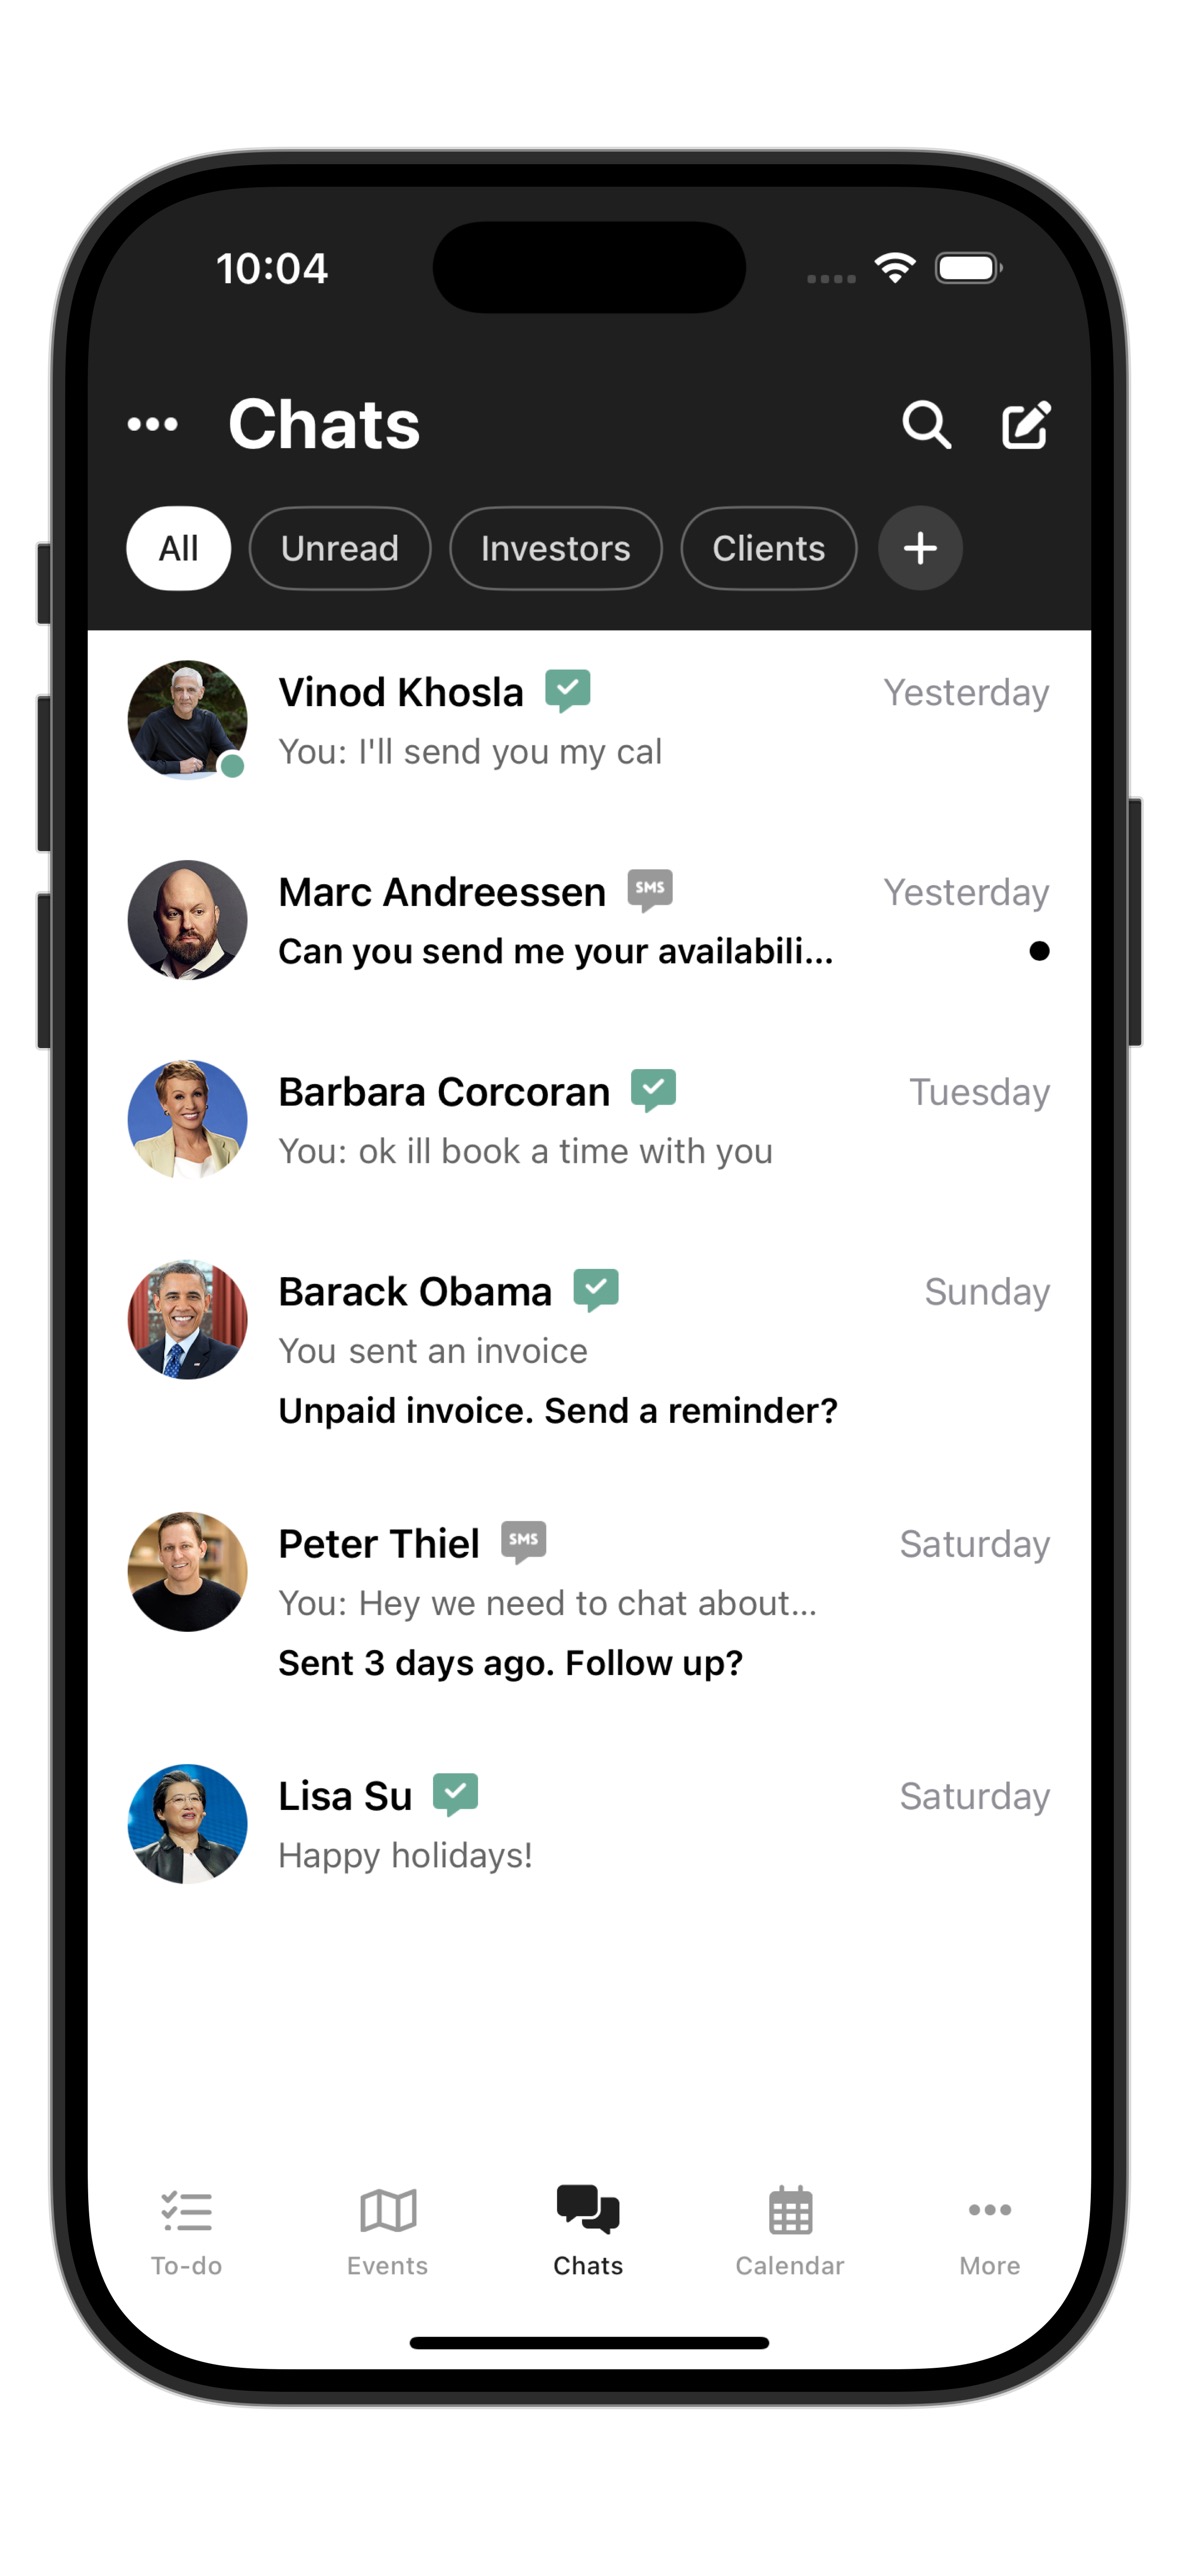 10:04
Chats
All Unread Investors Clients +
Vinod Khosla Yesterday
You: I'll send you my cal
Marc Andreessen SMS Yesterday
Can you send me your availabili...
Barbara Corcoran Tuesday
You: ok ill book a time with you
Barack Obama Sunday
You sent an invoice
Unpaid invoice. Send a reminder?
Peter Thiel SMS Saturday
You: Hey we need to chat about...
Sent 3 days ago. Follow up?
Lisa Su Saturday
Happy holidays!
To-do Events Chats Calendar More